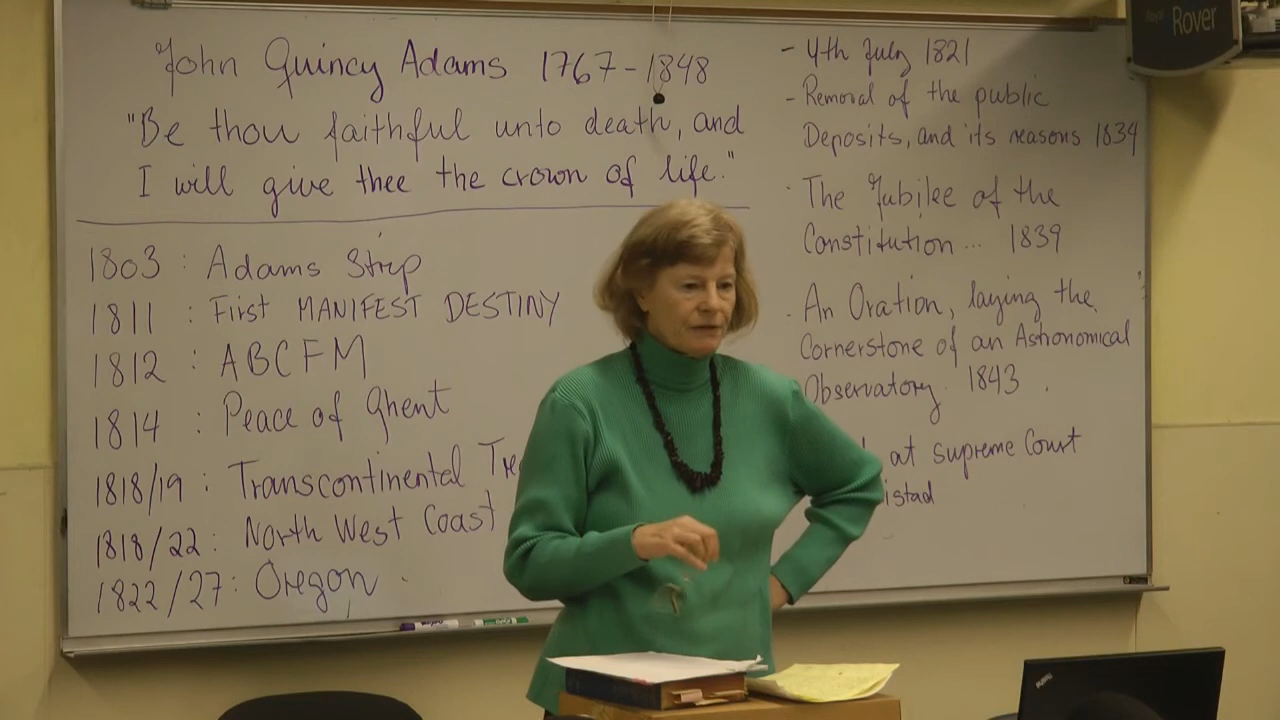 John Quincy Adams 1767-1848
"Be thou faithful unto death, and
I will give thee the crown of life."
1803 : Adams Strip
1811 : First MANIFEST DESTINY
1812 : ABCFM
1814 : Peace of Ghent
1818/19 : Transcontinental Tre
1818/22 : North West Coast
1822/27 : Oregon
- 4th July 1821
- Removal of the public
Deposits, and its reasons 1834
· The Jubilee of the
Constitution ... 1839
· An Oration, laying the
Cornerstone of an Astronomical
Observatory. 1843 .
at supreme Court
istad
Rover